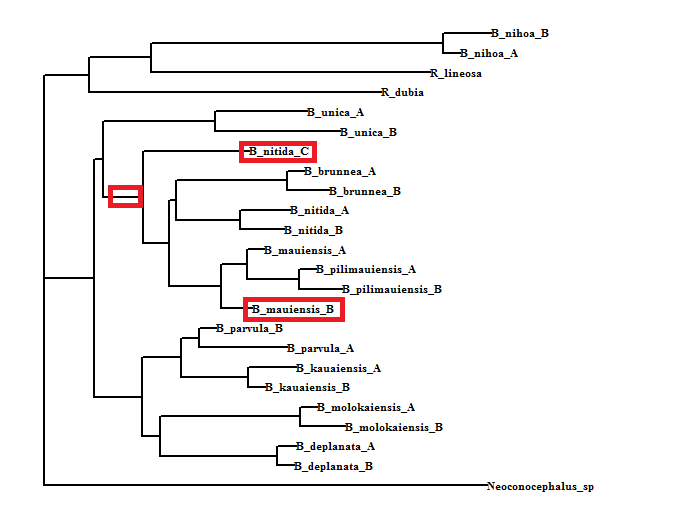 B_nihoa_B
B_nihoa_A
R_lineosa
R_dubia
B_unica_A
B_unica_B
B_nitida_C
B_brunnea_A
B_brunnea_B
B_nitida_A
B_nitida_B
B_mauiensis_A
B_pilimauiensis_A
B_pilimauiensis_B
B_mauiensis_B
B_parvula_B
B_parvula_A
B_kauaiensis_A
B_kauaiensis_B
B_molokaiensis_A
B_molokaiensis_B
B_deplanata_A
B_deplanata_B
Neoconocephalus_sp